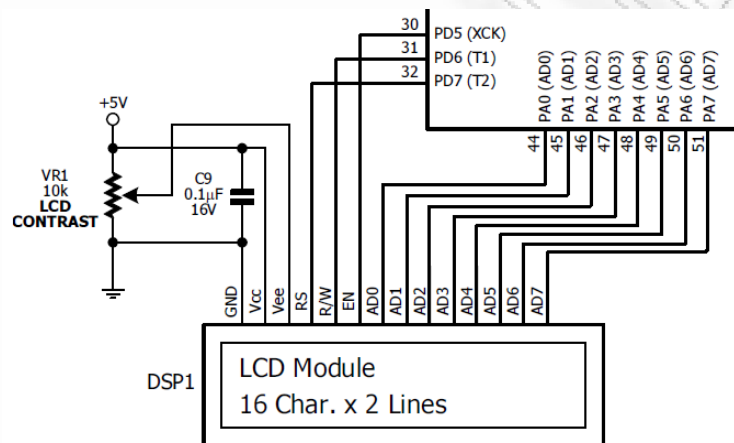 30
PD5 (XCK)
31
PD6 (T1)
32
PD7 (T2)
PA0 (AD0)
PA1 (AD1)
PA2 (AD2)
PA3 (AD3)
PA4 (AD4)
PA5 (AD5)
PA6 (AD6)
PA7 (AD7)
44
45
46
47
48
49
50
51
+5V
VR1
10k
LCD
CONTRAST
C9
0.1µF
16V
GND
Vcc
Vee
RS
R/W
EN
AD0
AD1
AD2
AD3
AD4
AD5
AD6
AD7
DSP1
LCD Module
16 Char. x 2 Lines